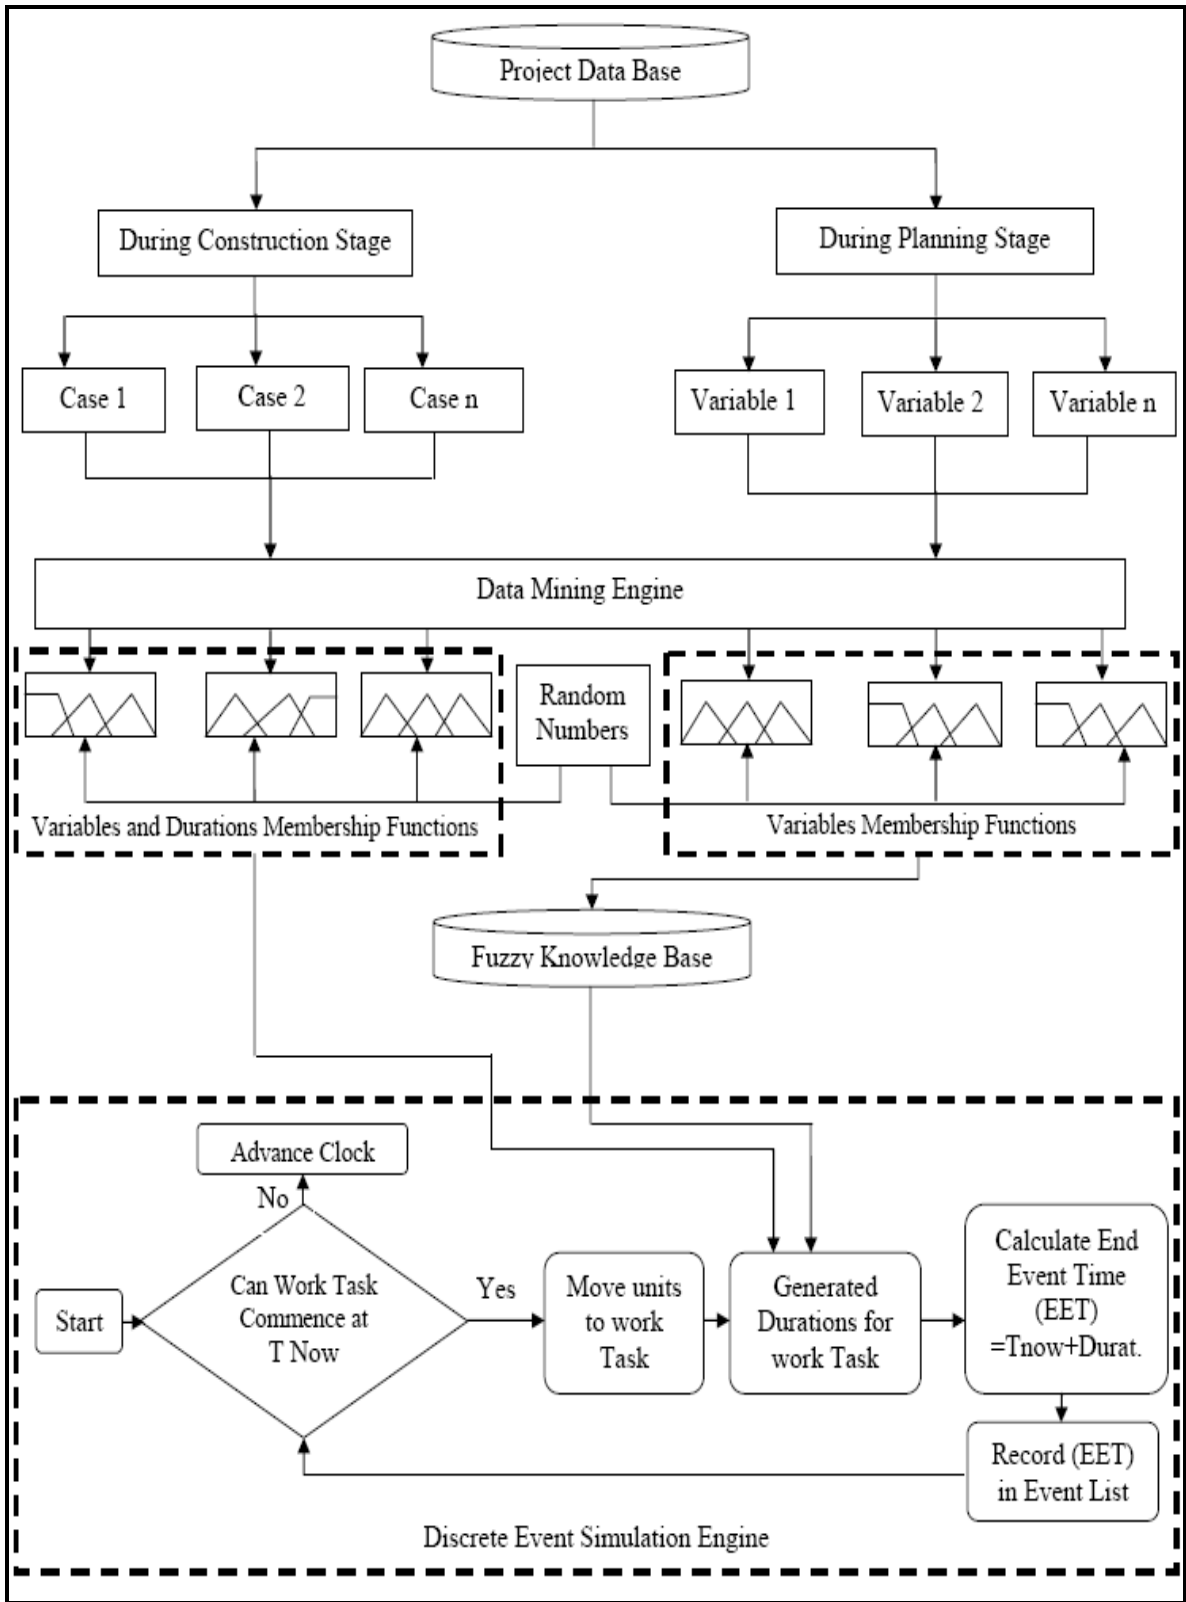 Project Data Base
During Construction Stage
During Planning Stage
Case 1
Case 2
Case n
Variable 1
Variable 2
Variable n
Data Mining Engine
Random
Numbers
Variables and Durations Membership Functions
Variables Membership Functions
Fuzzy Knowledge Base
Advance Clock
No
Start
Can Work Task
Commence at
T Now
Yes
Move units
to work
Task
Generated
Durations for
work Task
Calculate End
Event Time
(EET)
=Tnow+Durat.
Record (EET)
in Event List
Discrete Event Simulation Engine